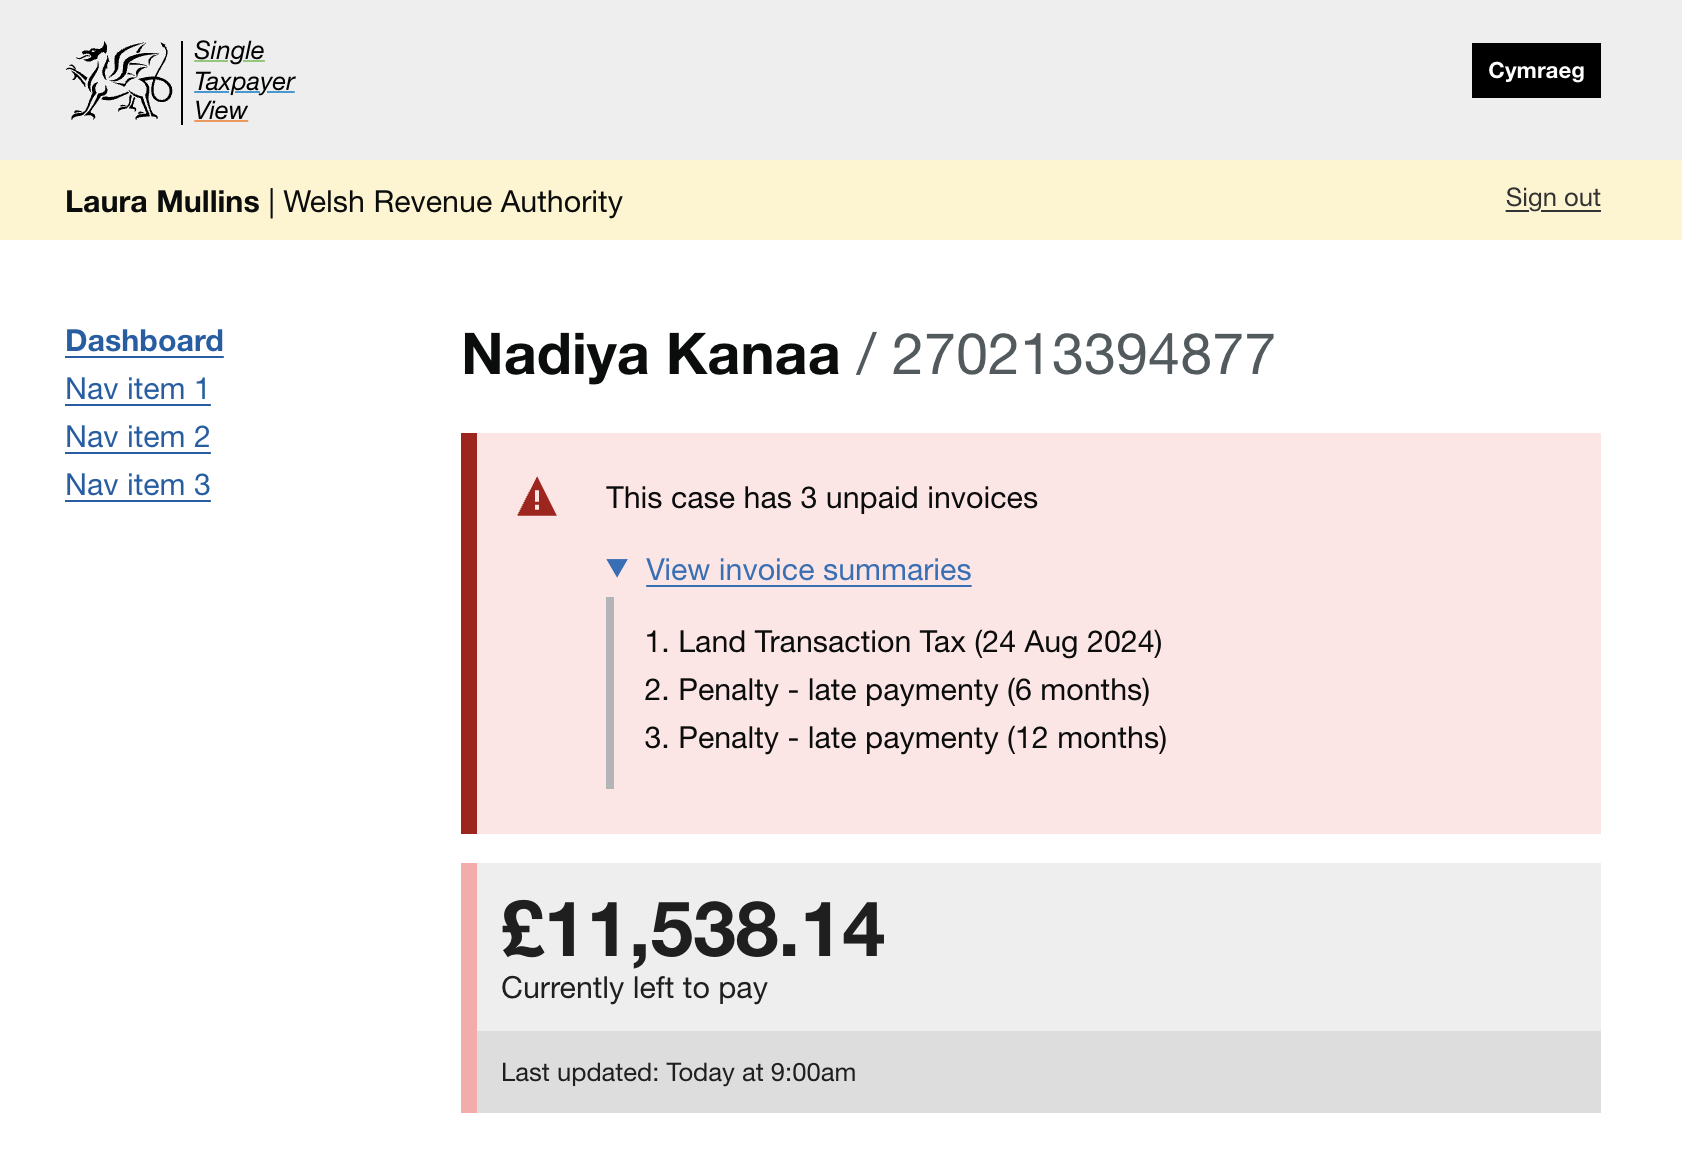 Single
Taxpayer
View
Cymraeg
Laura Mullins | Welsh Revenue Authority
Sign out
Dashboard
Nav item 1
Nav item 2
Nav item 3
Nadiya Kanaa / 270213394877
This case has 3 unpaid invoices
View invoice summaries
1. Land Transaction Tax (24 Aug 2024)
2. Penalty - late paymenty (6 months)
3. Penalty - late paymenty (12 months)
£11,538.14
Currently left to pay
Last updated: Today at 9:00am